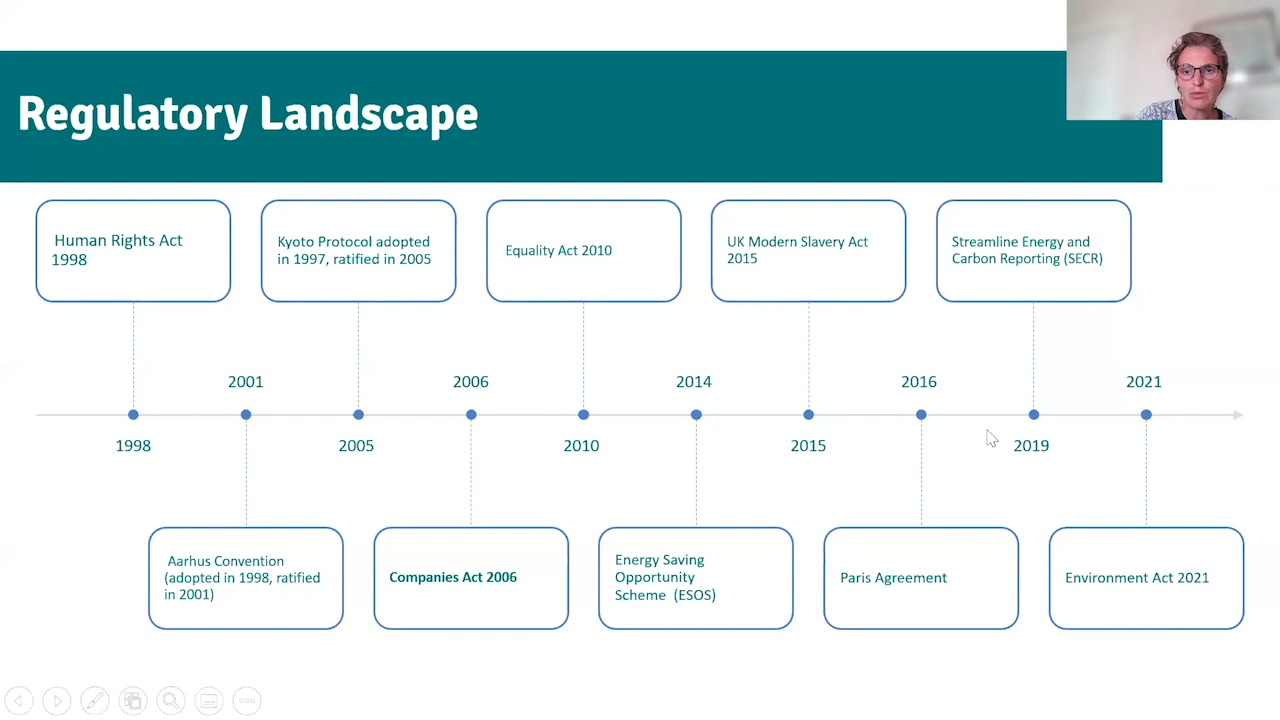 Regulatory Landscape
Human Rights Act
1998
Kyoto Protocol adopted
in 1997, ratified in 2005
Equality Act 2010
UK Modern Slavery Act
2015
Streamline Energy and
Carbon Reporting (SECR)
2001
2006
2014
2016
2021
1998
2005
2010
2015
2019
Aarhus Convention
(adopted in 1998, ratified
in 2001)
Companies Act 2006
Energy Saving
Opportunity
Scheme (ESOS)
Paris Agreement
Environment Act 2021